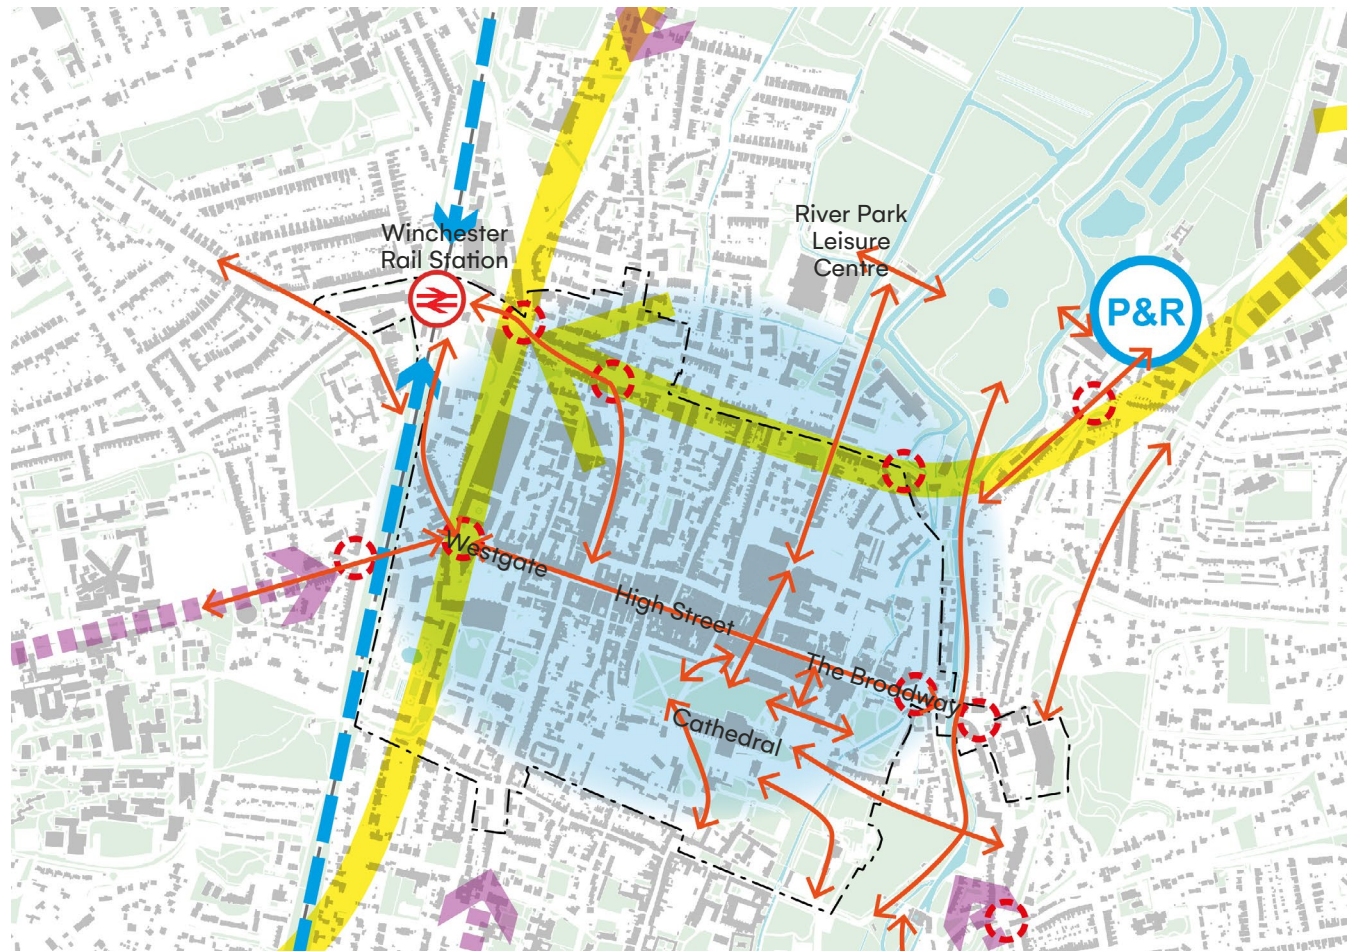 River Park
Leisure
Centre
Winchester
Rail Station
P&R
Westgate
High Street
The Broadway
Cathedral